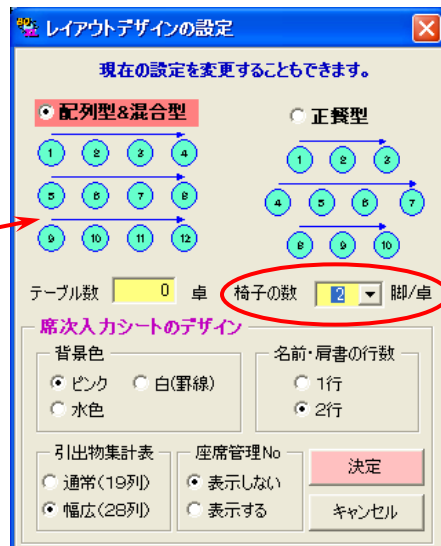 レイアウトデザインの設定
現在の設定を変更することもできます。
配列型&混合型 正餐型
1 2 3 4 1 2 3
5 6 7 8 4 5 6 7
9 10 11 12 8 9 10
テーブル数 0 卓 椅子の数 2 脚/卓
席次入力シートのデザイン
背景色 名前・肩書の行数
ピンク 白(罫線) 1行
水色 2行
引出物集計表 座席管理No
通常(19列) 表示しない 決定
幅広(28列) 表示する キャンセル